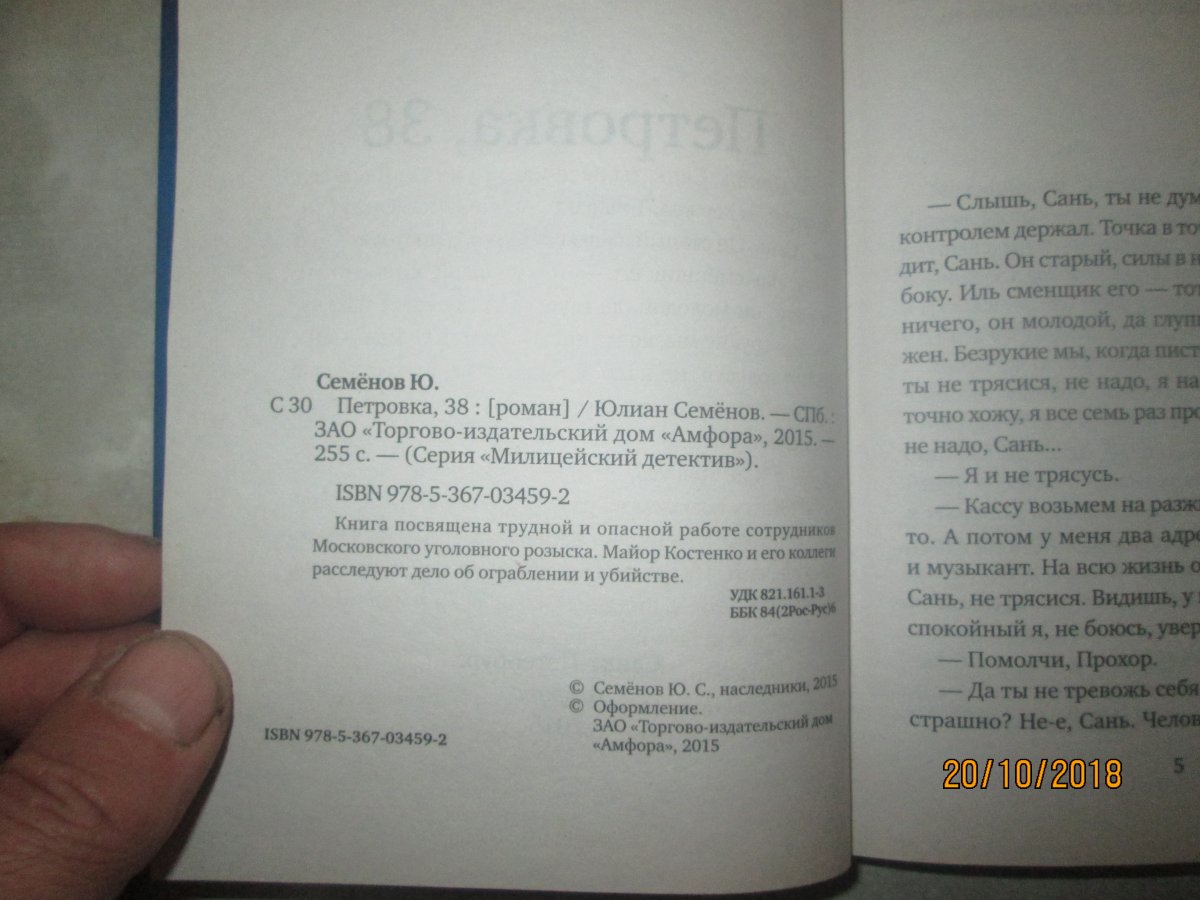 Петровка, 38
Семёнов Ю.
С 30 Петровка, 38 : [роман] / Юлиан Семёнов. — СПб. :
ЗАО «Торгово-издательский дом «Амфора», 2015. –
255 с. — (Серия «Милицейский детектив»).
ISBN 978-5-367-03459-2
Книга посвящена трудной и опасной работе сотрудников
Московского уголовного розыска. Майор Костенко и его коллеги
расследуют дело об ограблении и убийстве.
УДК 821.161.1-3
ББК 84(2Рос-Рус)6
© Семёнов Ю. С., наследники, 2015
© Оформление.
ЗАО «Торгово-издательский дом
«Амфора», 2015
ISBN 978-5-367-03459-2
— Слышь, Сань, ты не дум
контролем держал. Точка в то
дит, Сань. Он старый, силы в н
боку. Иль сменщик его — тот
ничего, он молодой, да глуп
жен. Безрукие мы, когда пист
ты не трясися, не надо, я на
точно хожу, я все семь раз про
не надо, Сань...
— Я и не трясусь.
— Кассу возьмем на разжи
то. А потом у меня два адре
и музыкант. На всю жизнь о
Сань, не трясися. Видишь, у
спокойный я, не боюсь, увер
— Помолчи, Прохор.
— Да ты не тревожь себя
страшно? Не-е, Сань. Челов
5
20/10/2018